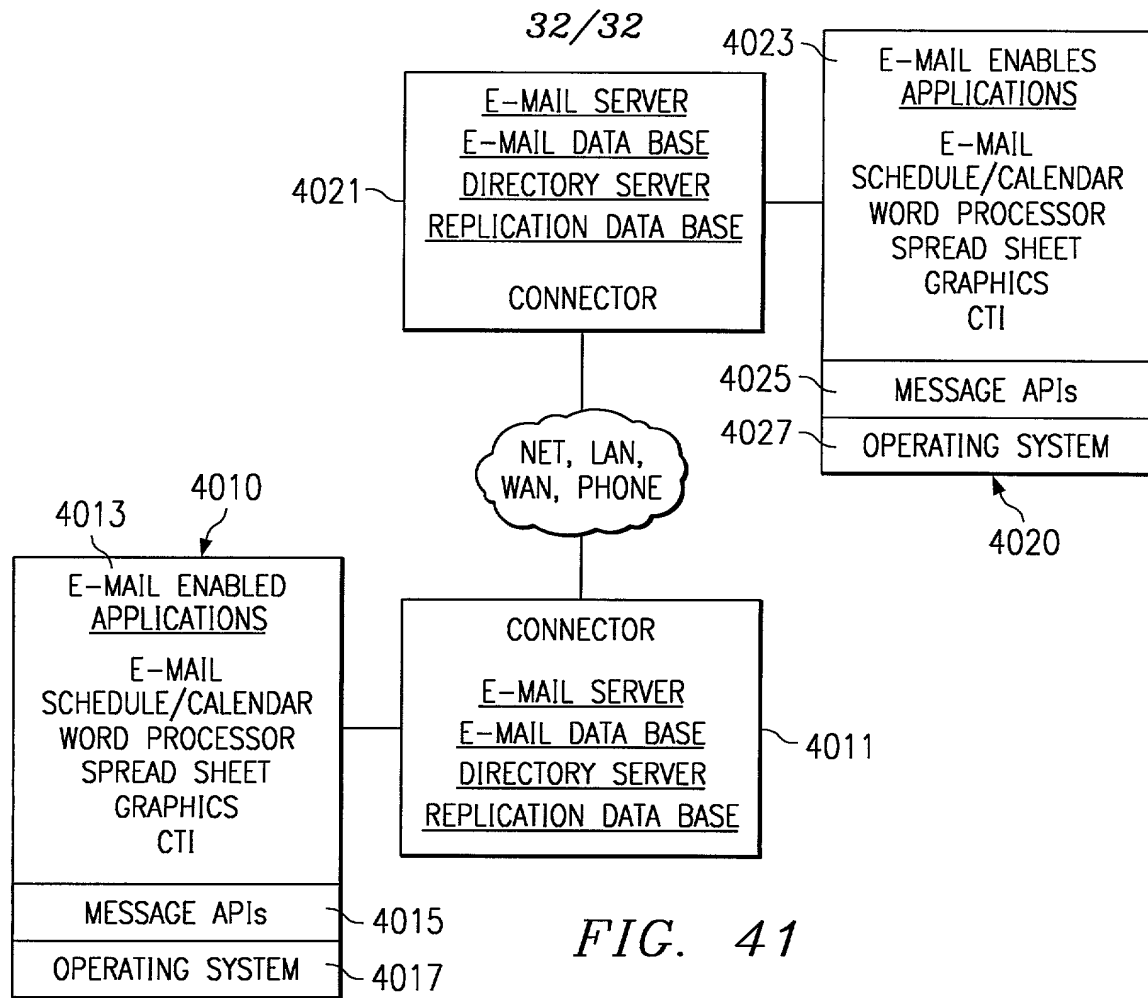 32/32
E-MAIL SERVER
E-MAIL DATA BASE
DIRECTORY SERVER
REPLICATION DATA BASE
CONNECTOR
4021
4023
E-MAIL ENABLES
APPLICATIONS
E-MAIL
SCHEDULE/CALENDAR
WORD PROCESSOR
SPREAD SHEET
GRAPHICS
CTI
4025
MESSAGE APIs
4027
OPERATING SYSTEM
4020
NET, LAN,
WAN, PHONE
4010
4013
E-MAIL ENABLED
APPLICATIONS
E-MAIL
SCHEDULE/CALENDAR
WORD PROCESSOR
SPREAD SHEET
GRAPHICS
CTI
MESSAGE APIs
4015
OPERATING SYSTEM
4017
CONNECTOR
E-MAIL SERVER
E-MAIL DATA BASE
DIRECTORY SERVER
REPLICATION DATA BASE
4011
FIG. 41